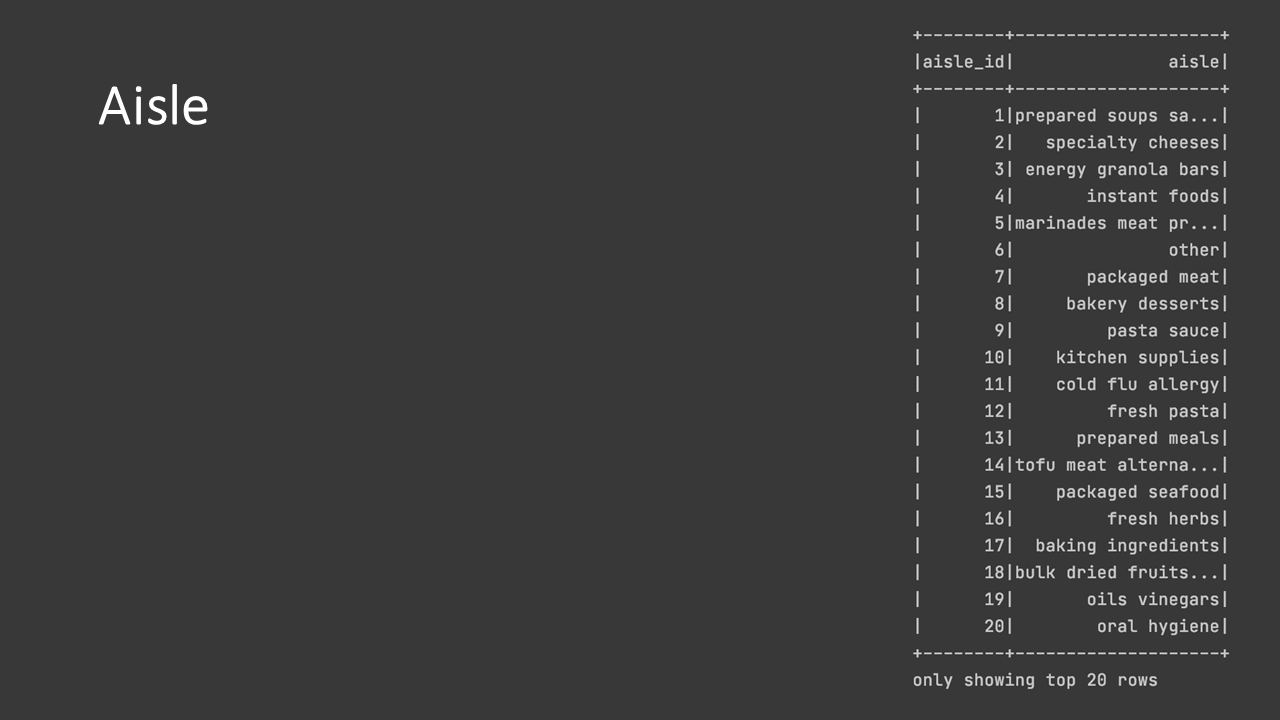 Aisle
+--------+--------------------+
|aisle_id|               aisle|
+--------+--------------------+
|       1|prepared soups sa...|
|       2|   specialty cheeses|
|       3| energy granola bars|
|       4|       instant foods|
|       5|marinades meat pr...|
|       6|               other|
|       7|       packaged meat|
|       8|     bakery desserts|
|       9|         pasta sauce|
|      10|    kitchen supplies|
|      11|    cold flu allergy|
|      12|         fresh pasta|
|      13|      prepared meals|
|      14|tofu meat alterna...|
|      15|    packaged seafood|
|      16|         fresh herbs|
|      17|  baking ingredients|
|      18|bulk dried fruits...|
|      19|       oils vinegars|
|      20|        oral hygiene|
+--------+--------------------+
only showing top 20 rows